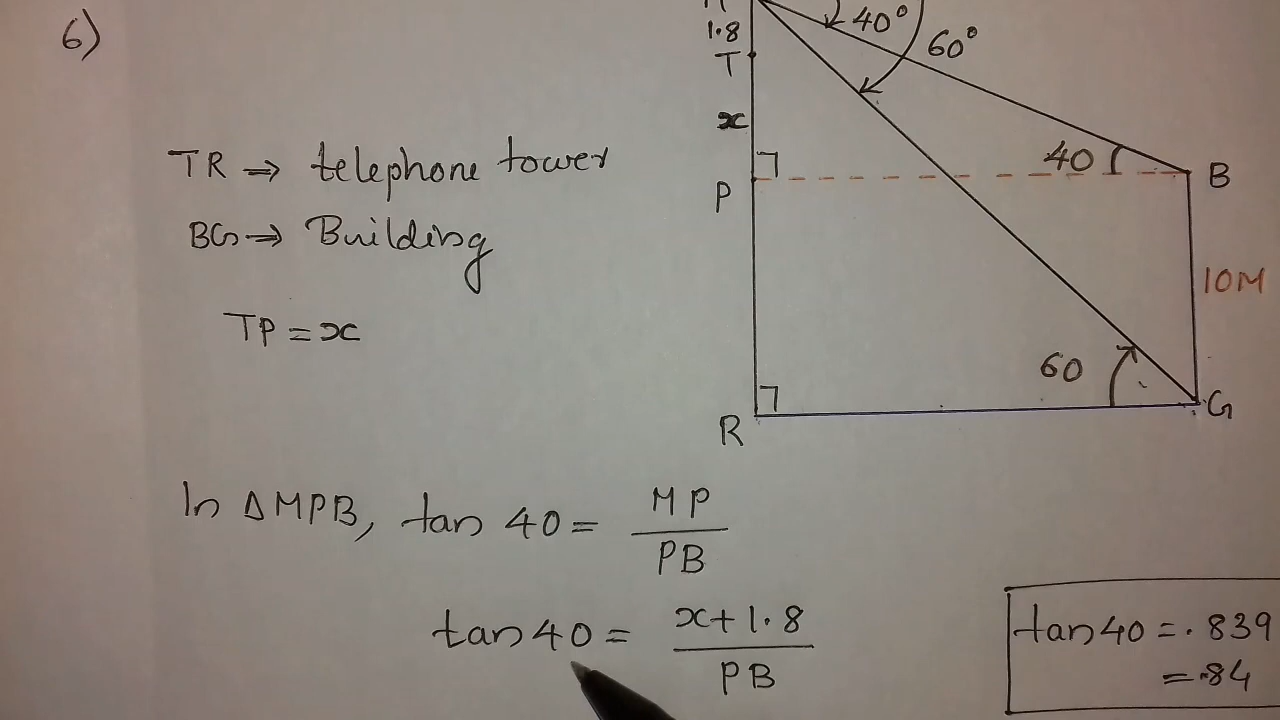 6)
1.8
40°
60°
T
x
TR ⇒ telephone tower
40
B
P
BG ⇒ Building
10M
TP = x
60
R
G
In ΔMPB, tan 40 = MP / PB
tan 40 = x + 1.8 / PB
tan 40 = .839
= .84